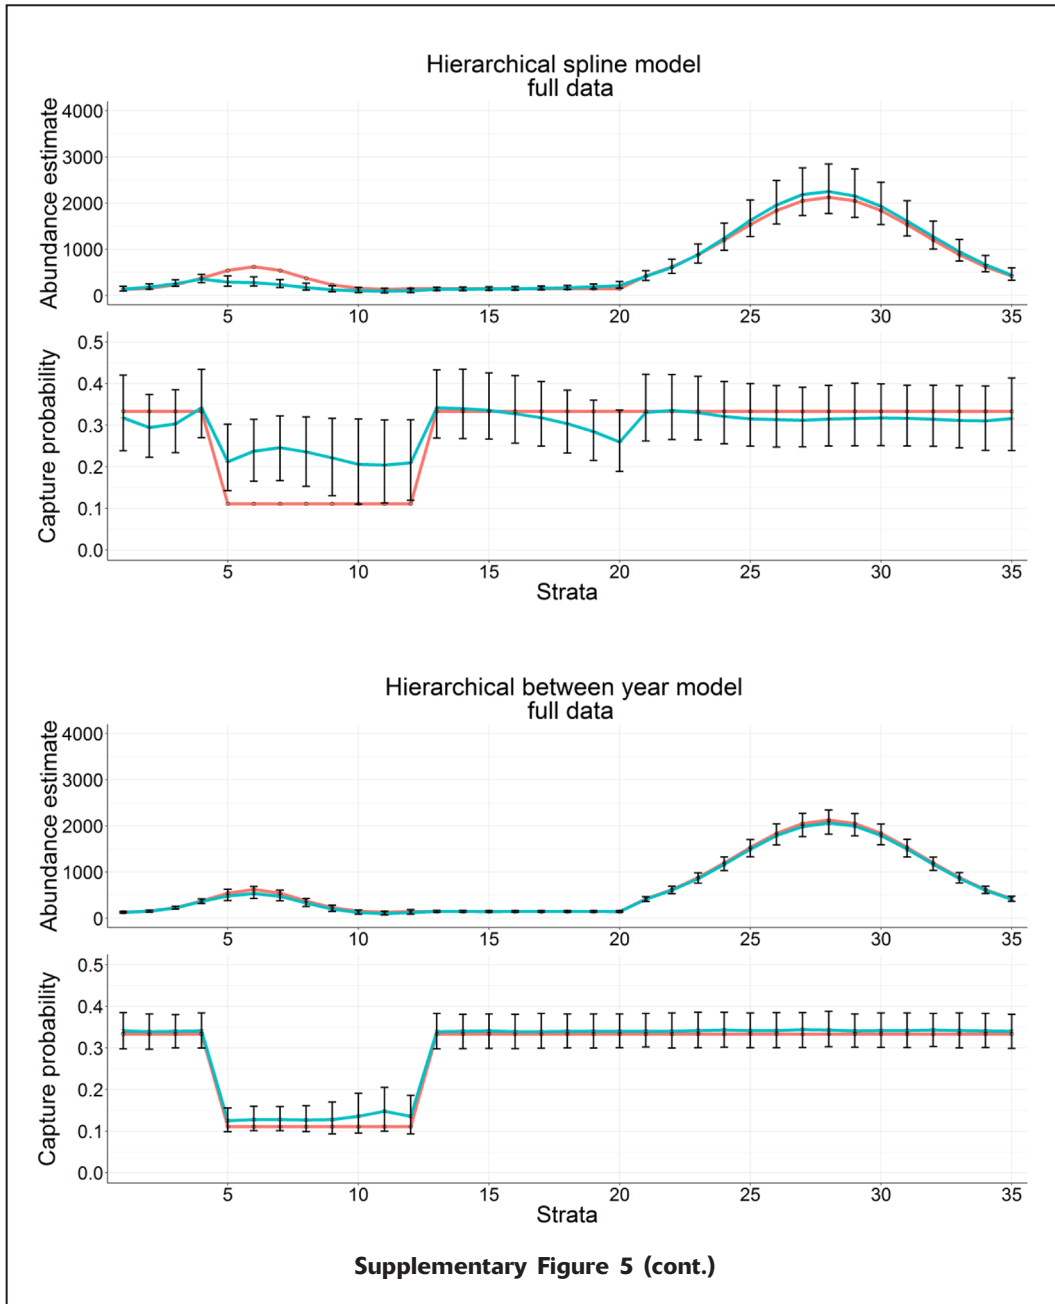 Hierarchical spline model
full data
Abundance estimate
4000
3000
2000
1000
0
5 10 15 20 25 30 35
Capture probability
0.5
0.4
0.3
0.2
0.1
0.0
5 10 15 20 25 30 35
Strata
Hierarchical between year model
full data
Abundance estimate
4000
3000
2000
1000
0
5 10 15 20 25 30 35
Capture probability
0.5
0.4
0.3
0.2
0.1
0.0
5 10 15 20 25 30 35
Strata
Supplementary Figure 5 (cont.)